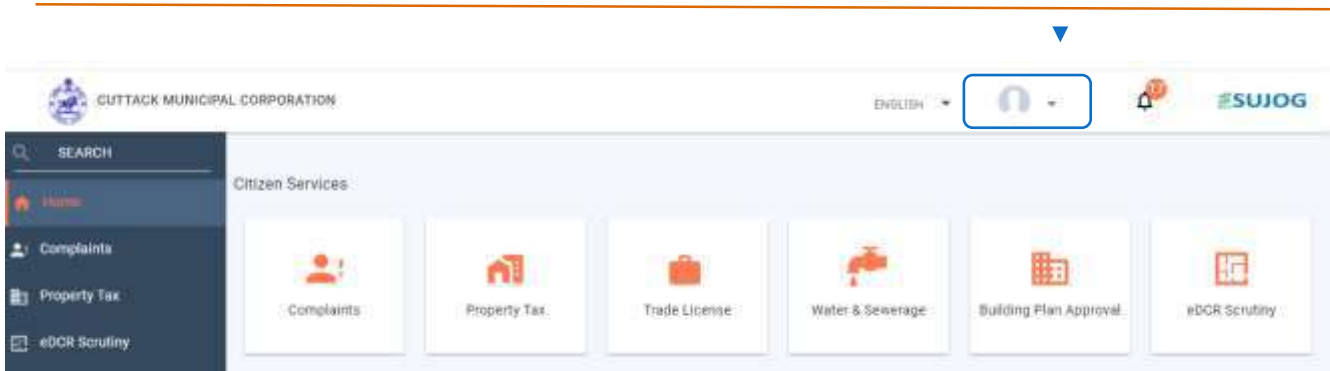 CUTTACK MUNICIPAL CORPORATION
ENGLISH
SUJOG
SEARCH
Home
Complaints
Property Tax
eDCR Scrutiny
Citizen Services
Complaints
Property Tax
Trade License
Water & Sewerage
Building Plan Approval
eDCR Scrutiny